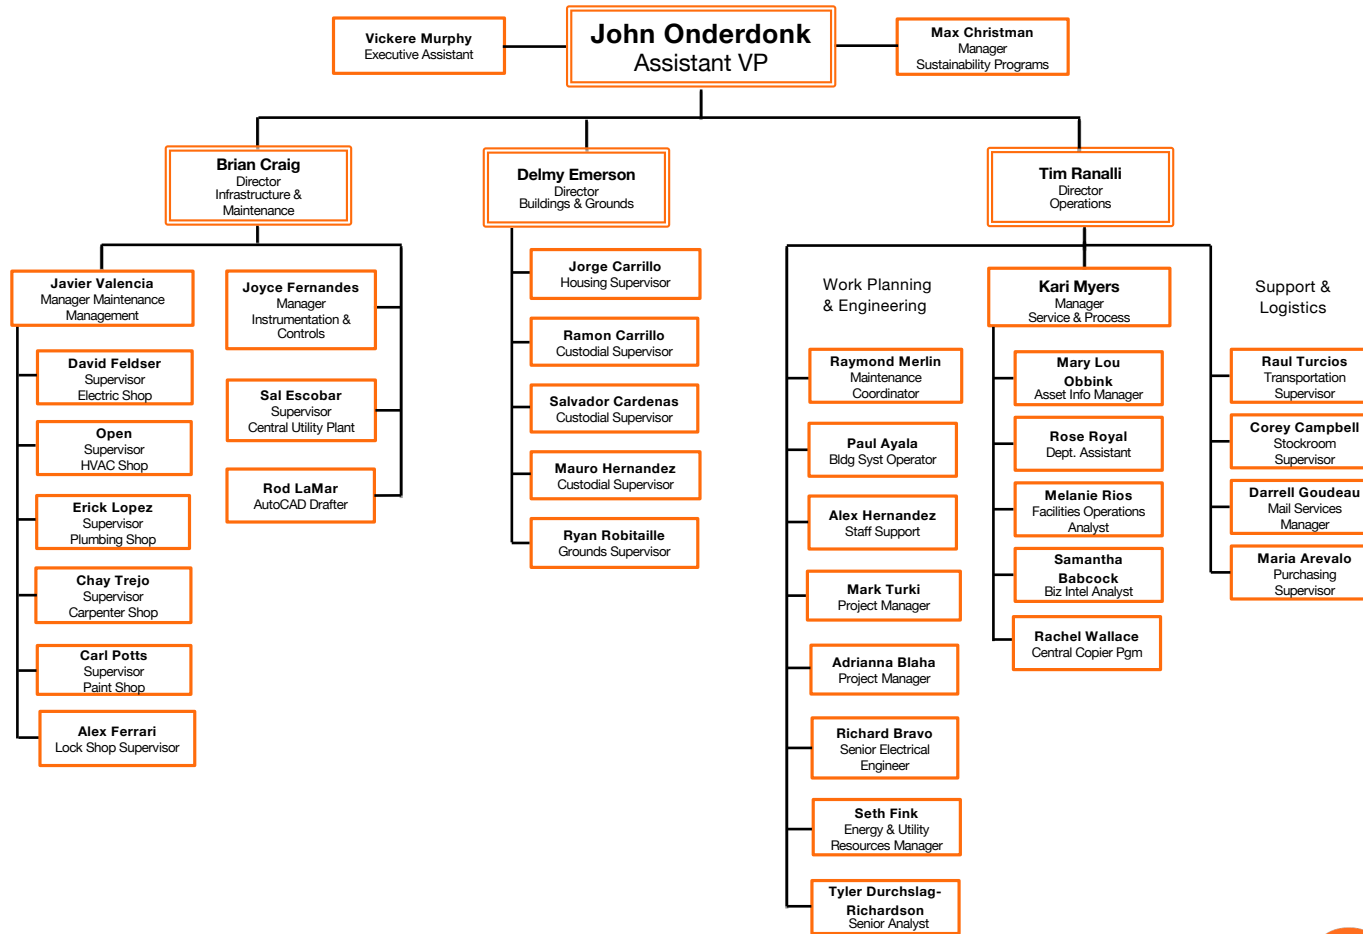 Vickere Murphy
Executive Assistant
John Onderdonk
Assistant VP
Max Christman
Manager
Sustainability Programs
Brian Craig
Director
Infrastructure &
Maintenance
Delmy Emerson
Director
Buildings & Grounds
Tim Ranalli
Director
Operations
Javier Valencia
Manager Maintenance
Management
David Feldser
Supervisor
Electric Shop
Open
Supervisor
HVAC Shop
Erick Lopez
Supervisor
Plumbing Shop
Chay Trejo
Supervisor
Carpenter Shop
Carl Potts
Supervisor
Paint Shop
Alex Ferrari
Lock Shop Supervisor
Joyce Fernandes
Manager
Instrumentation &
Controls
Sal Escobar
Supervisor
Central Utility Plant
Rod LaMar
AutoCAD Drafter
Jorge Carrillo
Housing Supervisor
Ramon Carrillo
Custodial Supervisor
Salvador Cardenas
Custodial Supervisor
Mauro Hernandez
Custodial Supervisor
Ryan Robitaille
Grounds Supervisor
Work Planning
& Engineering
Raymond Merlin
Maintenance
Coordinator
Paul Ayala
Bldg Syst Operator
Alex Hernandez
Staff Support
Mark Turki
Project Manager
Adrianna Blaha
Project Manager
Richard Bravo
Senior Electrical
Engineer
Seth Fink
Energy & Utility
Resources Manager
Tyler Durchslag-
Richardson
Senior Analyst
Kari Myers
Manager
Service & Process
Mary Lou
Obbink
Asset Info Manager
Rose Royal
Dept. Assistant
Melanie Rios
Facilities Operations
Analyst
Samantha
Babcock
Biz Intel Analyst
Rachel Wallace
Central Copier Pgm
Support &
Logistics
Raul Turcios
Transportation
Supervisor
Corey Campbell
Stockroom
Supervisor
Darrell Goudeau
Mail Services
Manager
Maria Arevalo
Purchasing
Supervisor